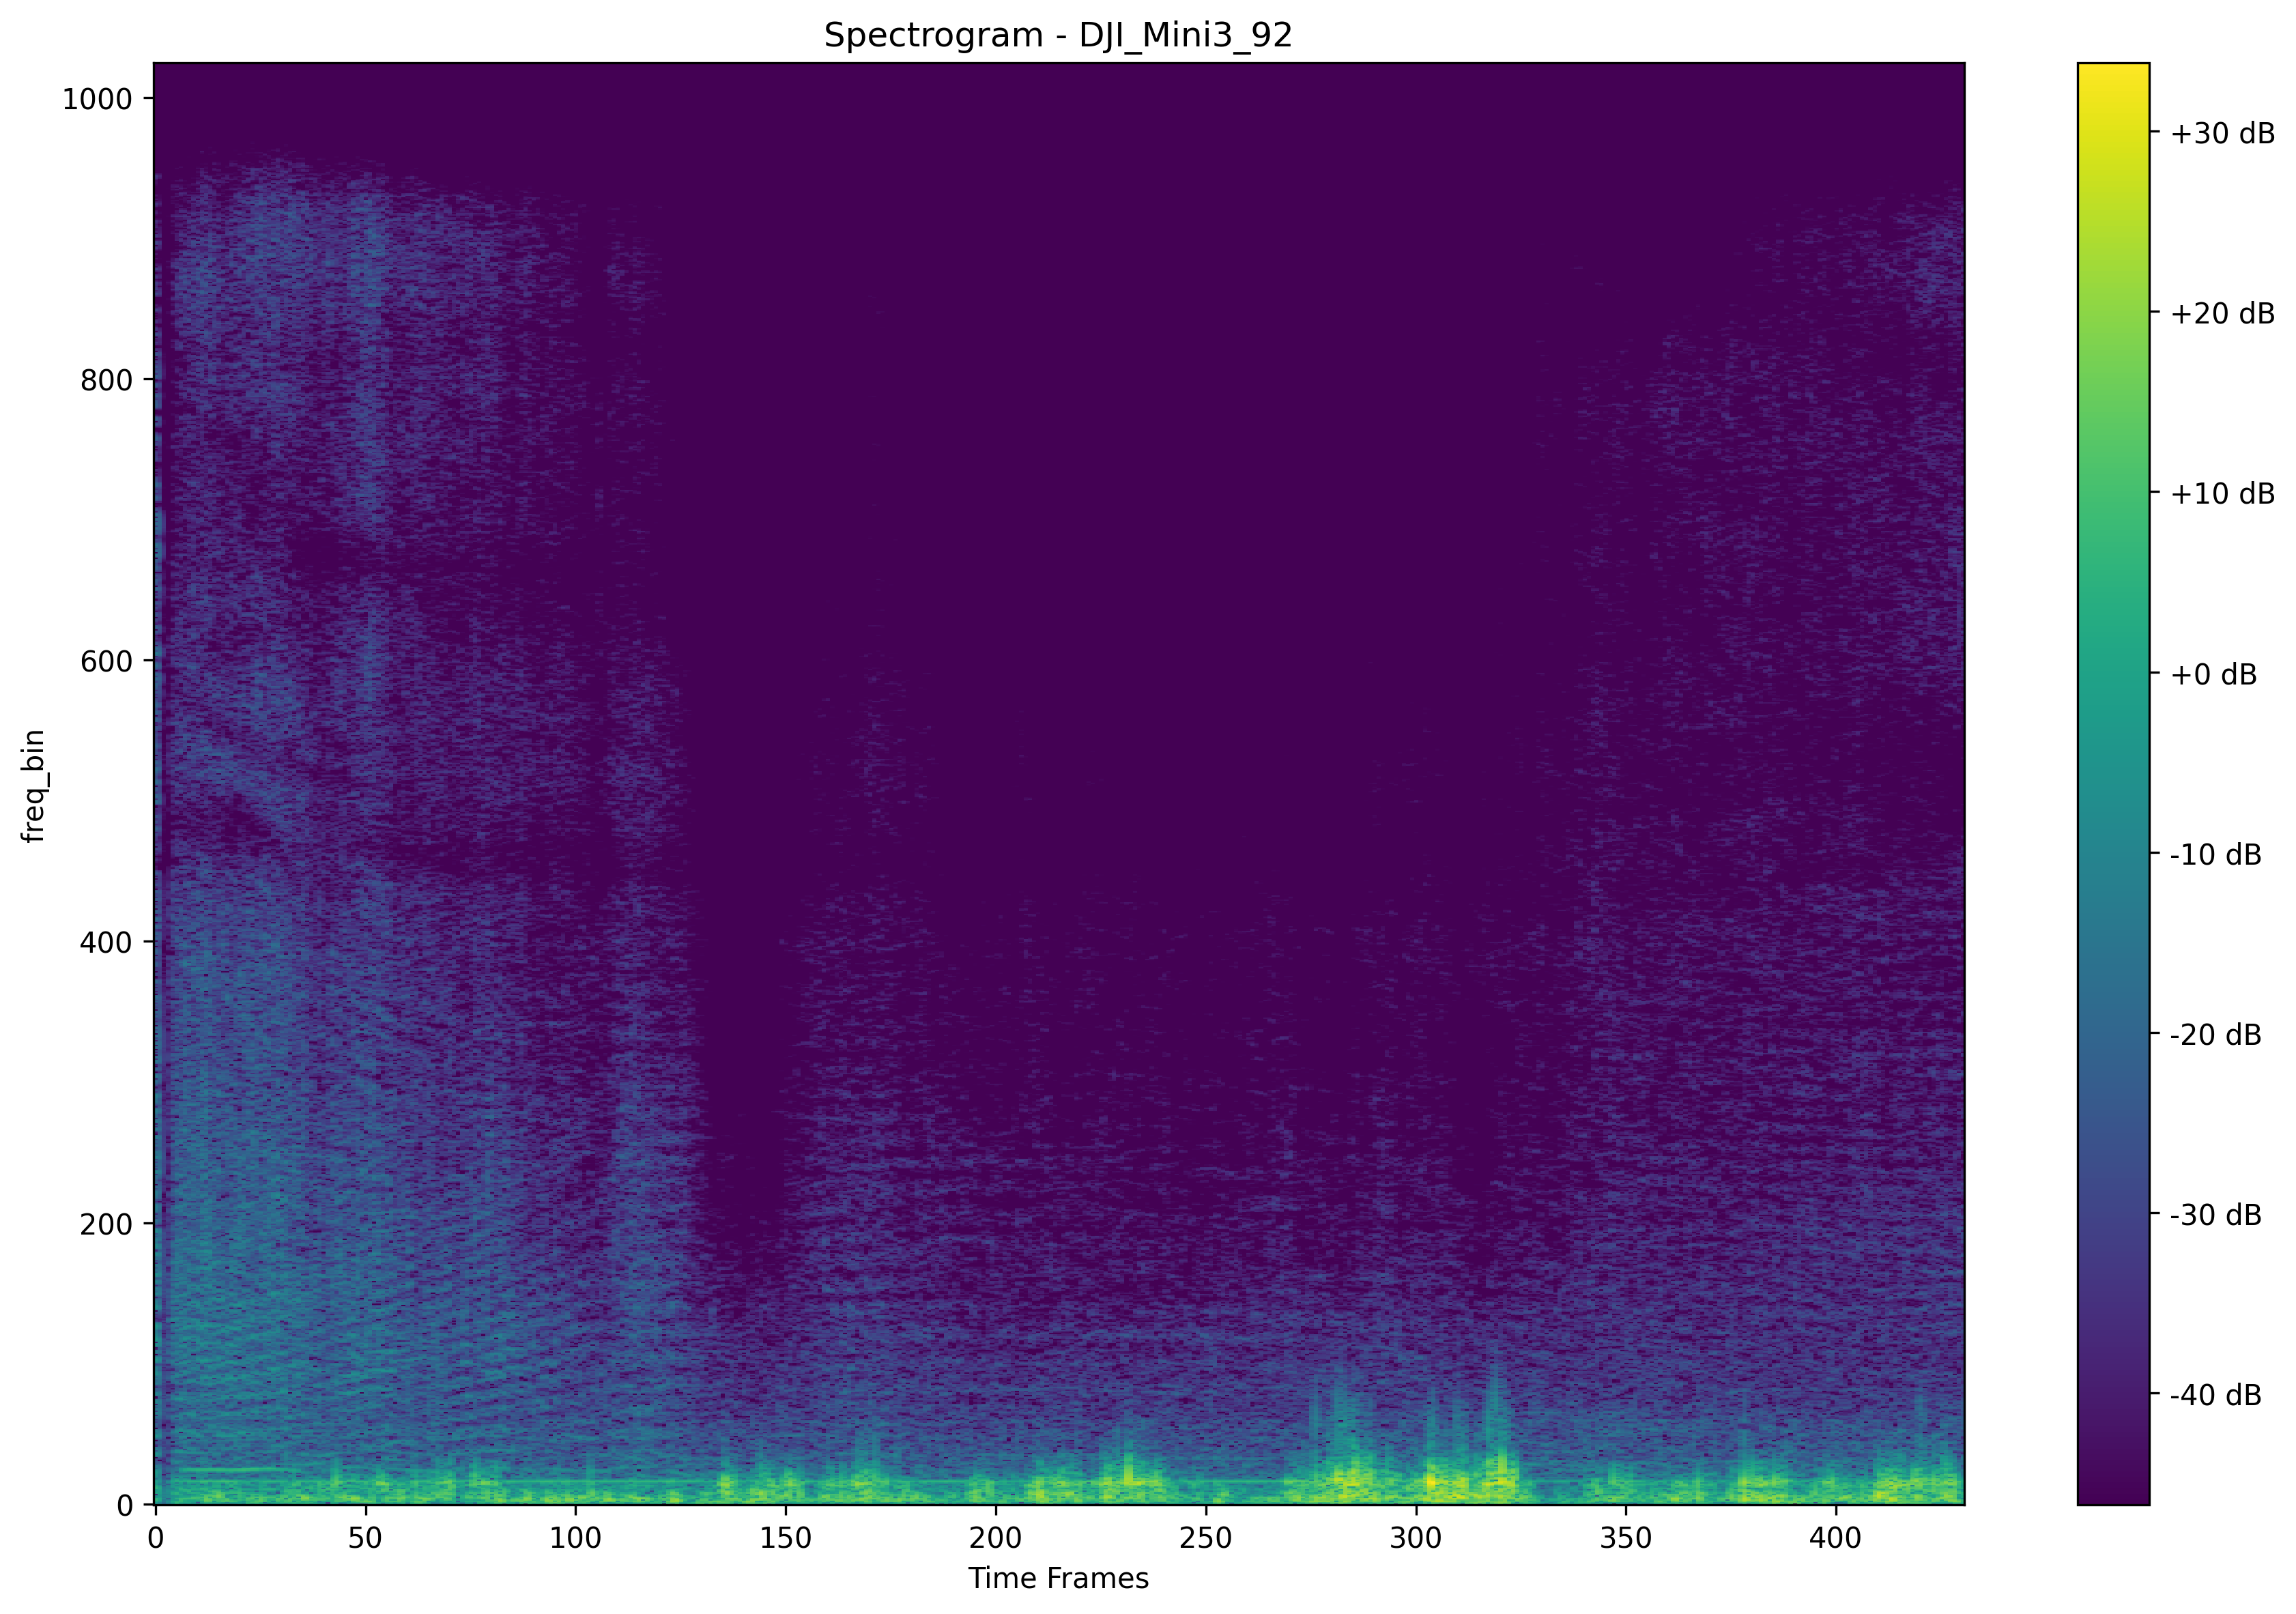 Spectrogram - DJI_Mini3_92
1000
800
600
400
200
0
freq_bin
0 50 100 150 200 250 300 350 400
Time Frames
+30 dB
+20 dB
+10 dB
+0 dB
-10 dB
-20 dB
-30 dB
-40 dB